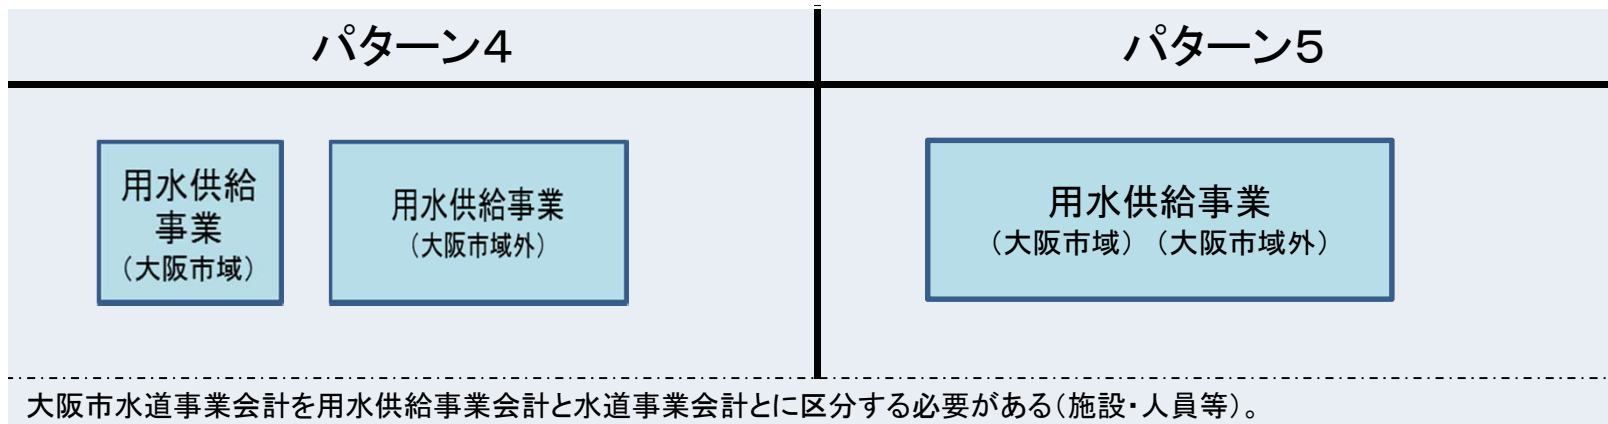 パターン4
パターン5
用水供給
事業
（大阪市域）
用水供給事業
（大阪市域外）
用水供給事業
（大阪市域）（大阪市域外）
大阪市水道事業会計を用水供給事業会計と水道事業会計とに区分する必要がある（施設・人員等）。